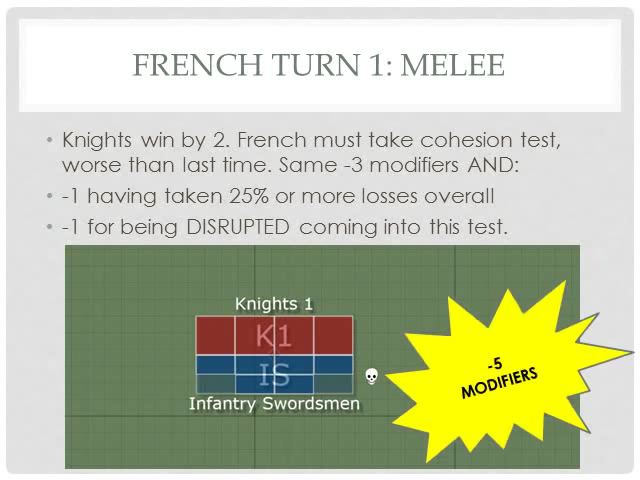 FRENCH TURN 1: MELEE
• Knights win by 2. French must take cohesion test,
worse than last time. Same -3 modifiers AND:
• -1 having taken 25% or more losses overall
• -1 for being DISRUPTED coming into this test.
Knights 1
K1
IS
Infantry Swordsmen
-5
MODIFIERS